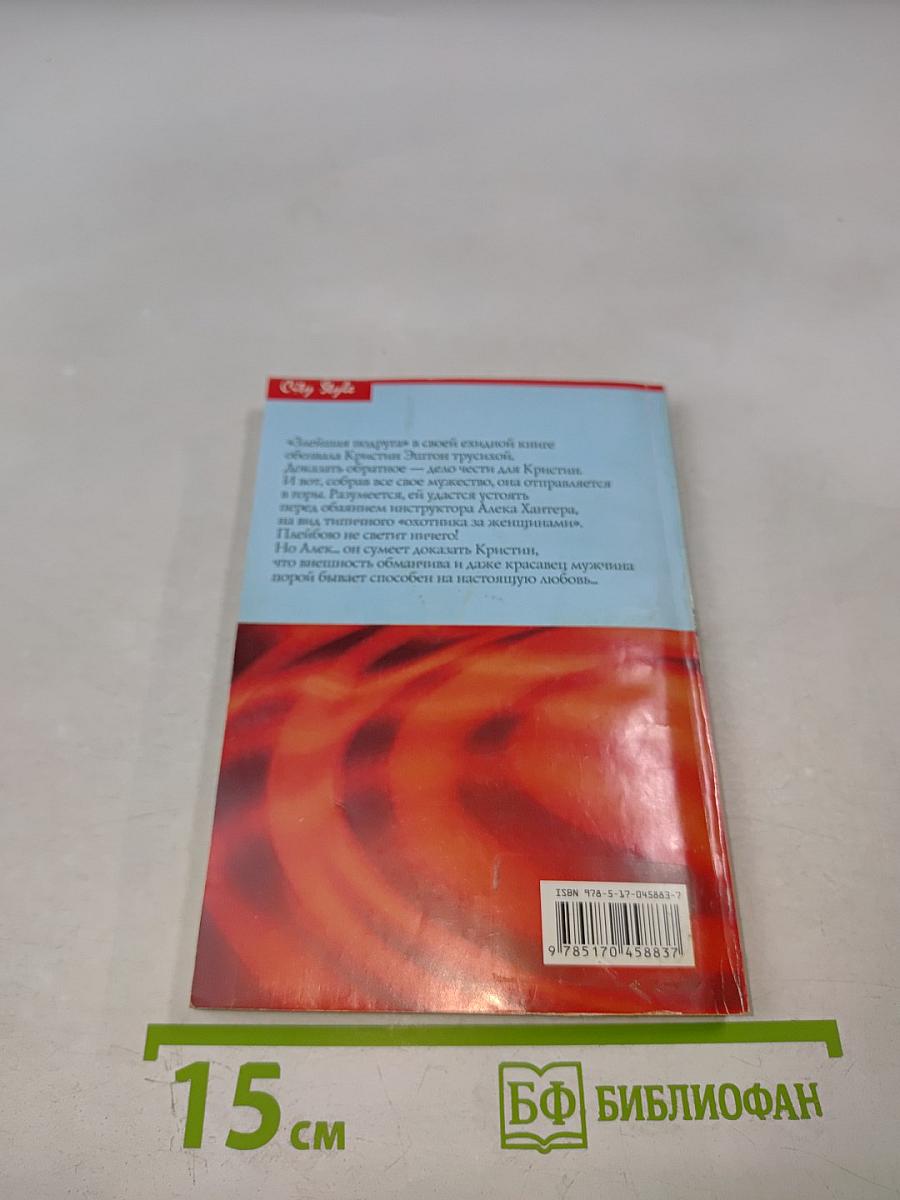 City Style
«Злейшая подруга» в своей ехидной книге
обозвала Кристин Эштон трусихой.
Доказать обратное — дело чести для Кристин.
И вот, собрав все свое мужество, она отправляется
в горы. Разумеется, ей удастся устоять
перед обаянием инструктора Алека Хантера,
на вид типичного «охотника за женщинами».
Плейбою не светит ничего!
Но Алек... он сумеет доказать Кристин,
что внешность обманчива и даже красавец мужчина
порой бывает способен на настоящую любовь...
ISBN 978-5-17-045883-7
9 785170 458837
15 см
БФ БИБЛИОФАН